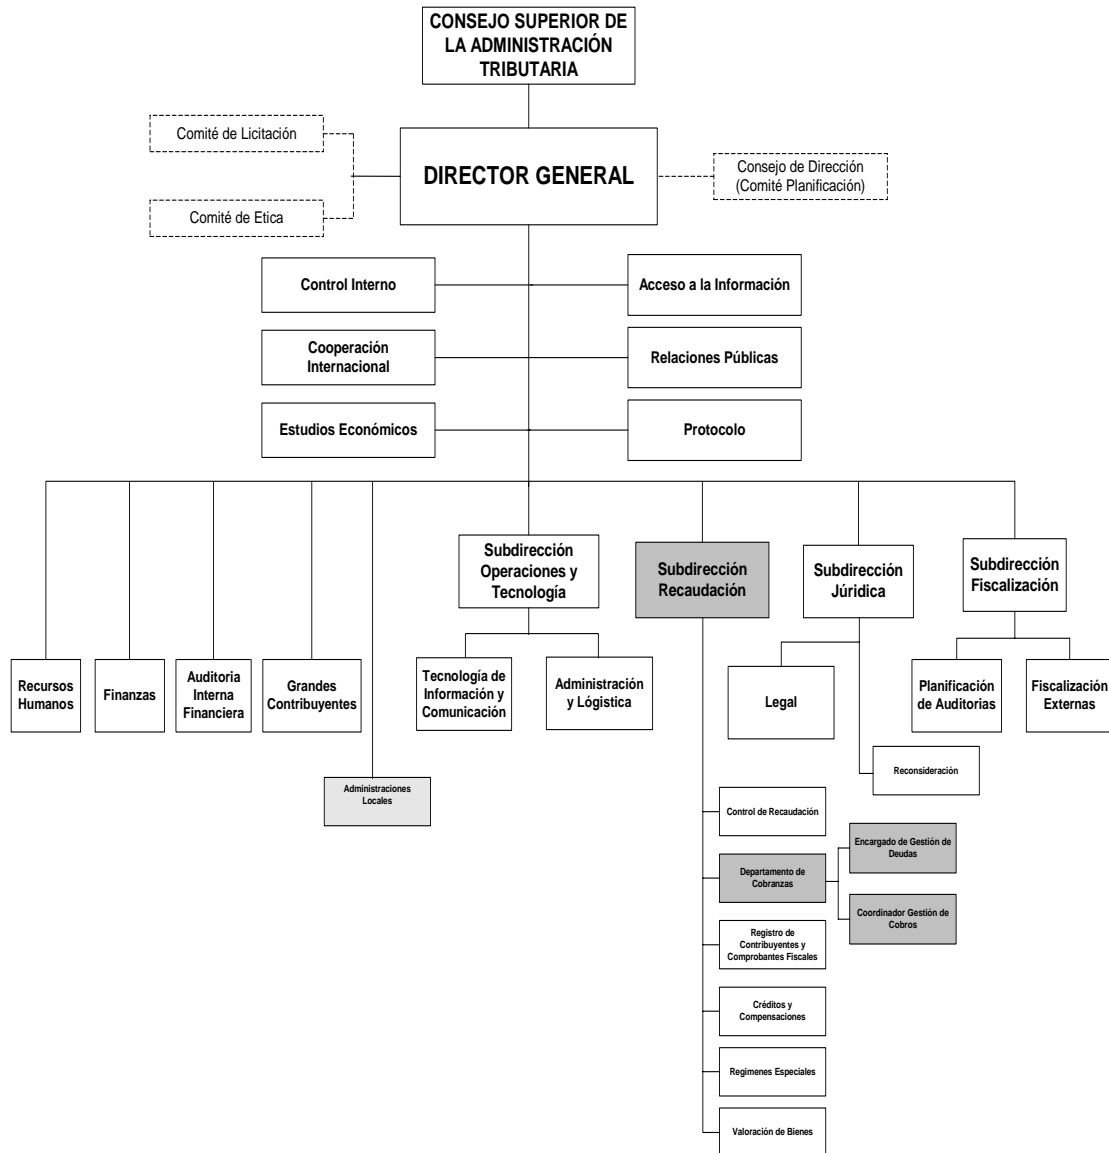 CONSEJO SUPERIOR DE
LA ADMINISTRACIÓN
TRIBUTARIA
Comité de Licitación
DIRECTOR GENERAL
Consejo de Dirección
(Comité Planificación)
Comité de Etica
Control Interno
Acceso a la Información
Cooperación
Internacional
Relaciones Públicas
Estudios Económicos
Protocolo
Subdirección
Operaciones y
Tecnología
Subdirección
Recaudación
Subdirección
Júridica
Subdirección
Fiscalización
Recursos
Humanos
Finanzas
Auditoria
Interna
Financiera
Grandes
Contribuyentes
Tecnología de
Información y
Comunicación
Administración
y Lógistica
Legal
Planificación
de Auditorias
Fiscalización
Externas
Reconsideración
Administraciones
Locales
Control de Recaudación
Encargado de Gestión de
Deudas
Departamento de
Cobranzas
Coordinador Gestión de
Cobros
Registro de
Contribuyentes y
Comprobantes Fiscales
Créditos y
Compensaciones
Regimenes Especiales
Valoración de Bienes